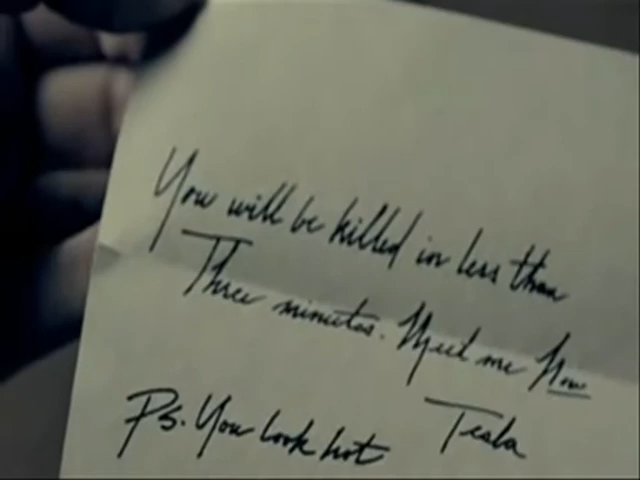 You will be killed in less than
Three minutes. Meet me Now
Tesla
Ps. You look hot